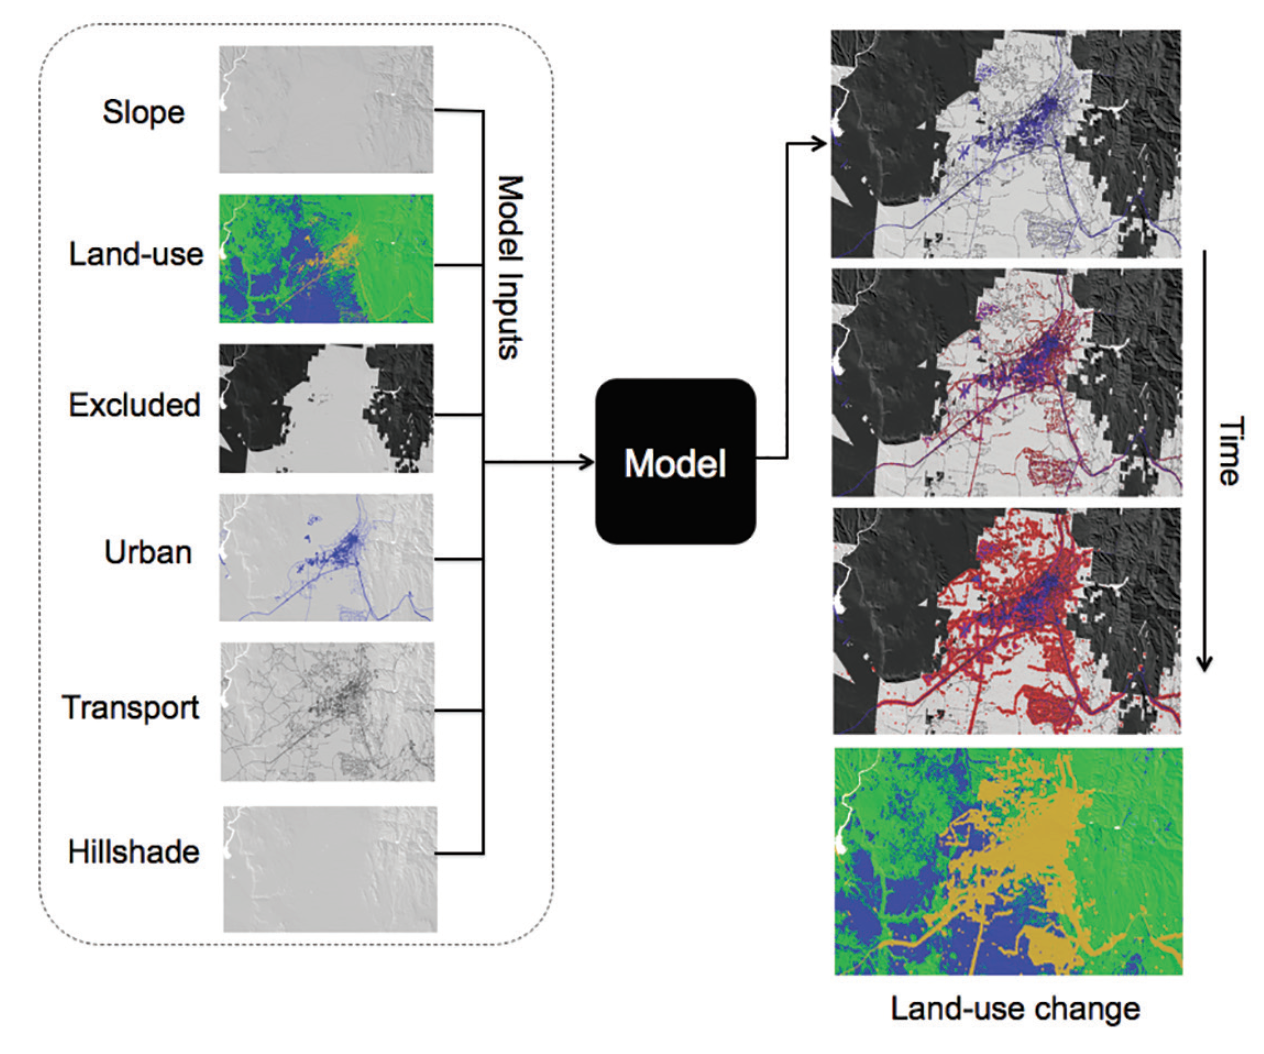 Slope
Land-use
Excluded
Urban
Transport
Hillshade
Model Inputs
Model
Time
Land-use change